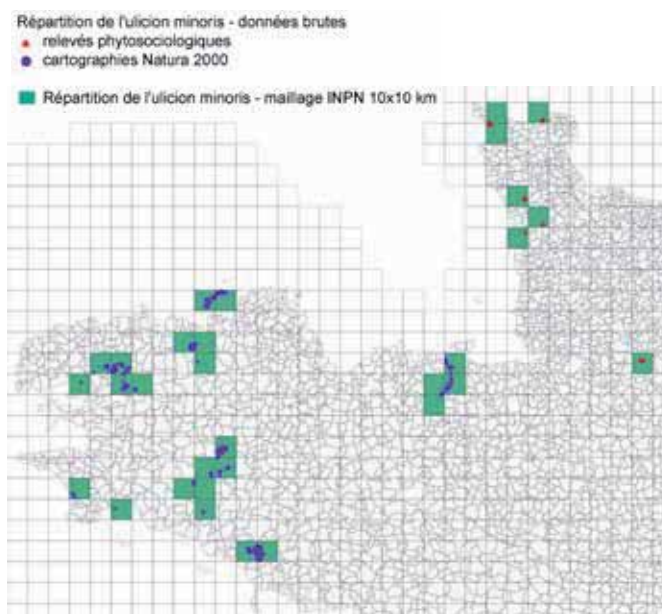 Répartition de l'ulicion minoris - données brutes
relevés phytosociologiques
cartographies Natura 2000
Répartition de l'ulicion minoris - maillage INPN 10x10 km